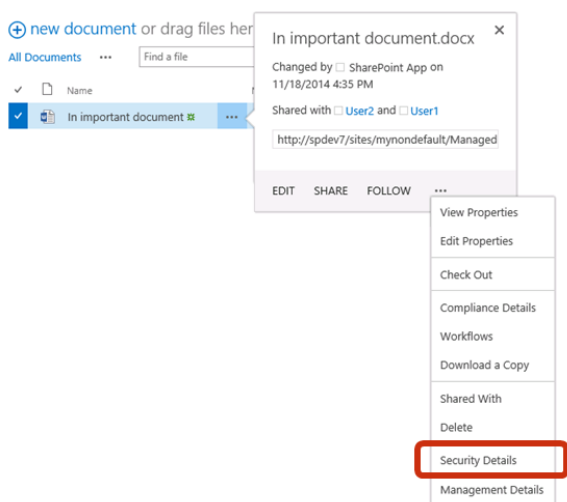 new document or drag files her
All Documents ••• Find a file
Name
In important document •••
In important document.docx
Changed by SharePoint App on
11/18/2014 4:35 PM
Shared with User2 and User1
http://spdev7/sites/mynondefault/Managed
EDIT SHARE FOLLOW •••
View Properties
Edit Properties
Check Out
Compliance Details
Workflows
Download a Copy
Shared With
Delete
Security Details
Management Details